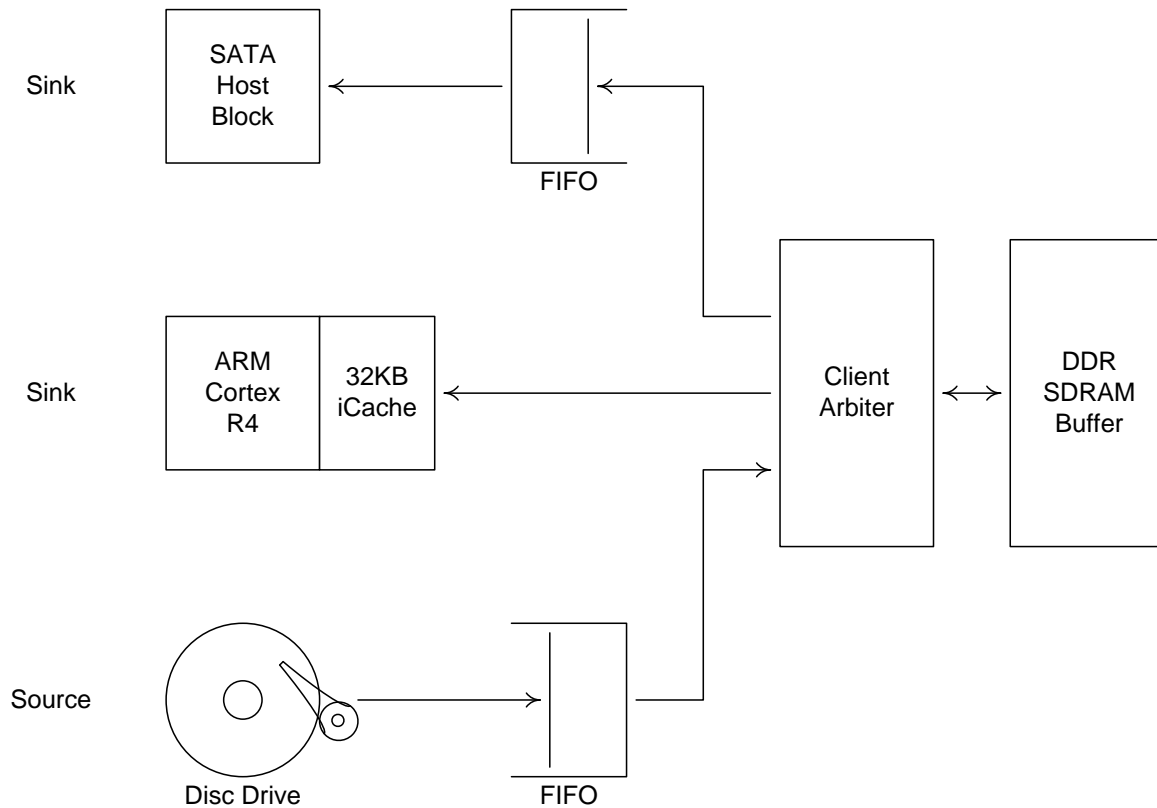 Sink
SATA
Host
Block
FIFO
Sink
ARM
Cortex
R4
32KB
iCache
Client
Arbiter
DDR
SDRAM
Buffer
Source
Disc Drive
FIFO